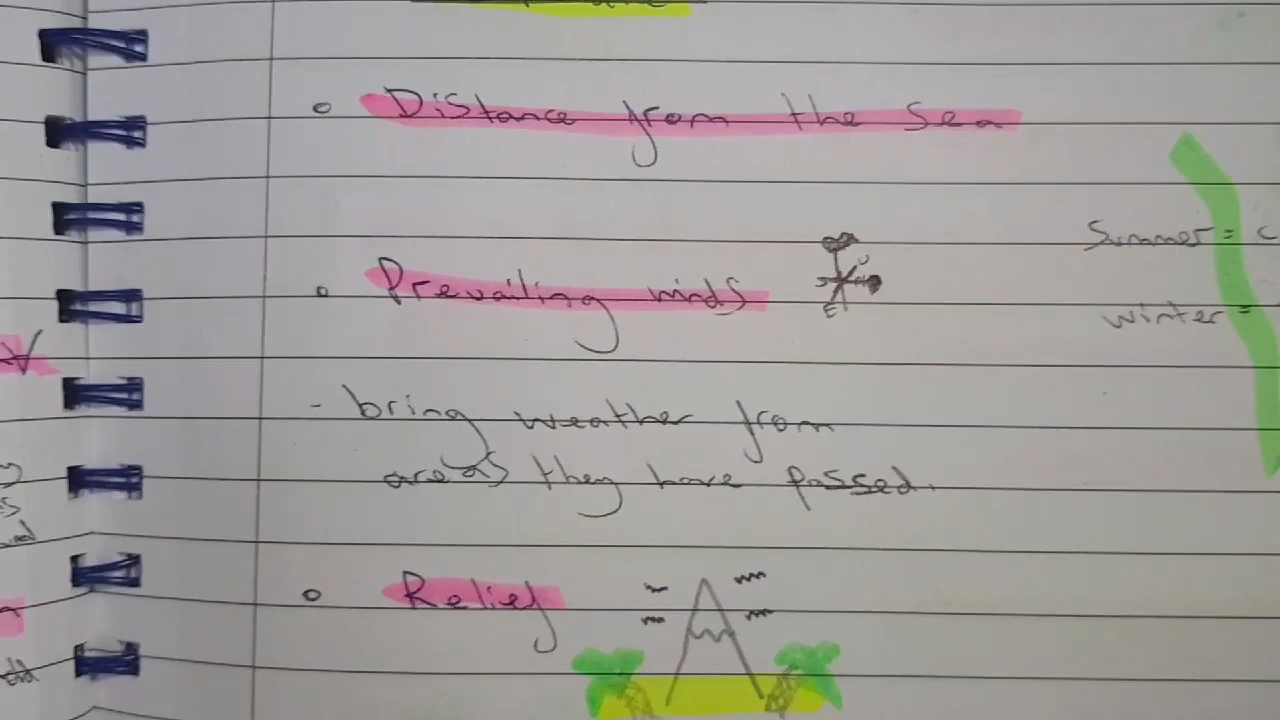 Distance from the Sea
Summer =
Prevailing winds
winter =
- bring weather from
areas they have passed.
Relief